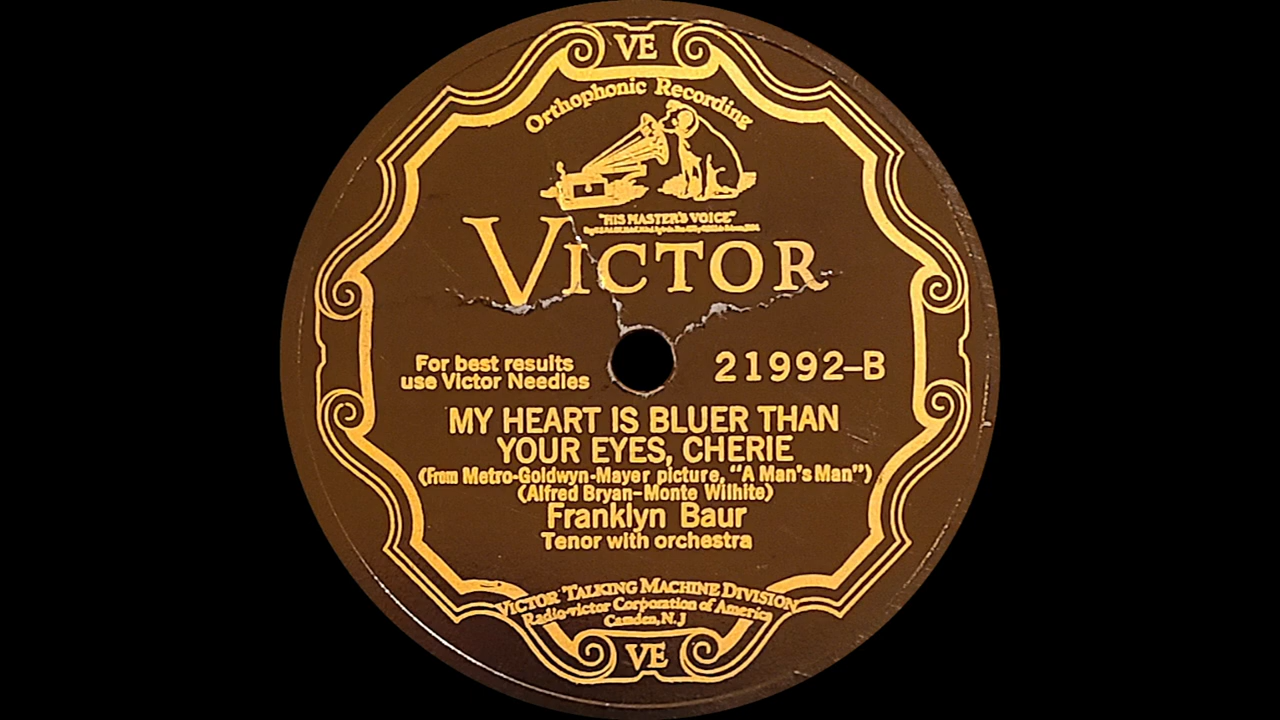 VE
Orthophonic Recording
"HIS MASTER'S VOICE"
VICTOR
For best results
use Victor Needles
21992-B
MY HEART IS BLUER THAN
YOUR EYES, CHERIE
(From Metro-Goldwyn-Mayer picture, "A Man's Man")
(Alfred Bryan-Monte Wilhite)
Franklyn Baur
Tenor with orchestra
VICTOR TALKING MACHINE DIVISION
Radio-victor Corporation of America
Camden, N.J
VE